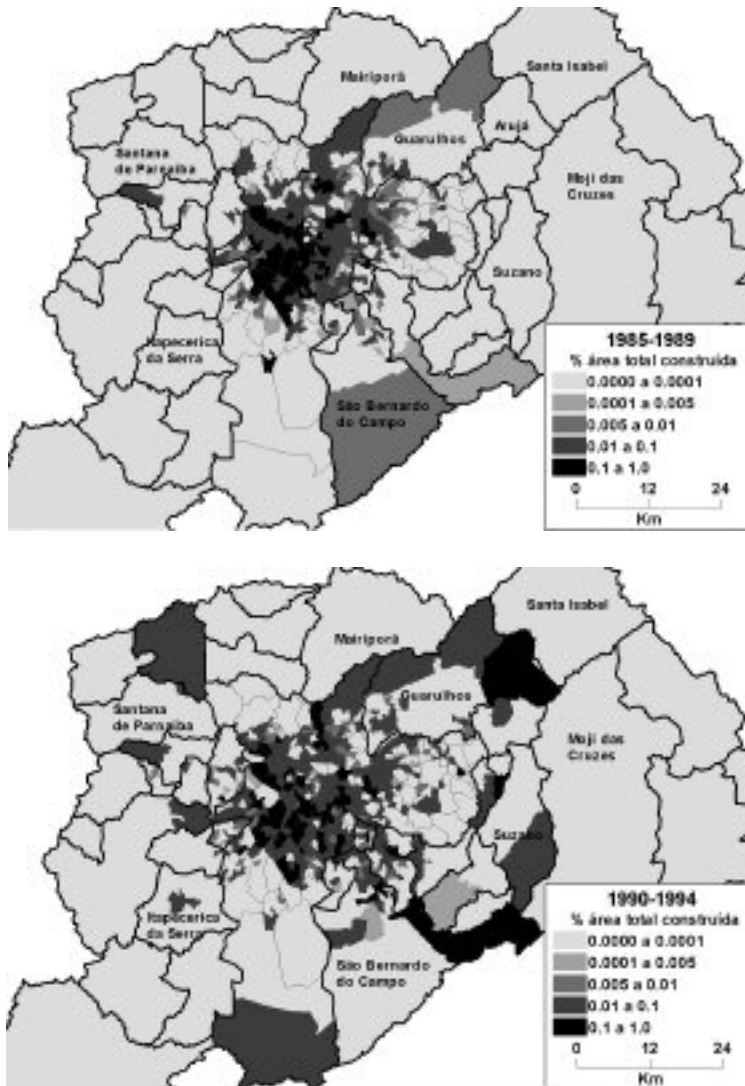 Santa Isabel
Mairiporá
Guarulhos
Arujá
Santana
de Parnaíba
Moji das
Cruzes
Suzano
Itapecerica
da Serra
São Bernardo
do Campo
1985-1989
% área total construída
0.0000 a 0.0001
0.0001 a 0.005
0.005 a 0.01
0.01 a 0.1
0.1 a 1.0
0 12 24
Km
Santa Isabel
Mairiporá
Guarulhos
Santana
de Parnaíba
Moji das
Cruzes
Suzano
Itapecerica
da Serra
São Bernardo
do Campo
1990-1994
% área total construída
0.0000 a 0.0001
0.0001 a 0.005
0.005 a 0.01
0.01 a 0.1
0.1 a 1.0
0 12 24
Km